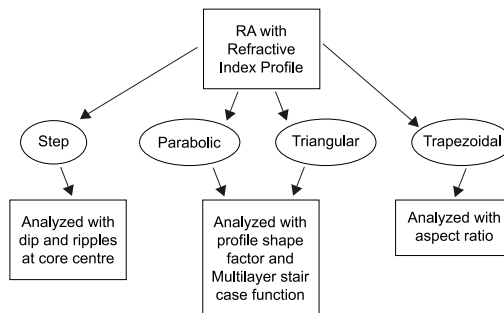 RA with
Refractive
Index Profile
Step
Parabolic
Triangular
Trapezoidal
Analyzed with
dip and ripples
at core centre
Analyzed with
profile shape
factor and
Multilayer stair
case function
Analyzed with
aspect ratio